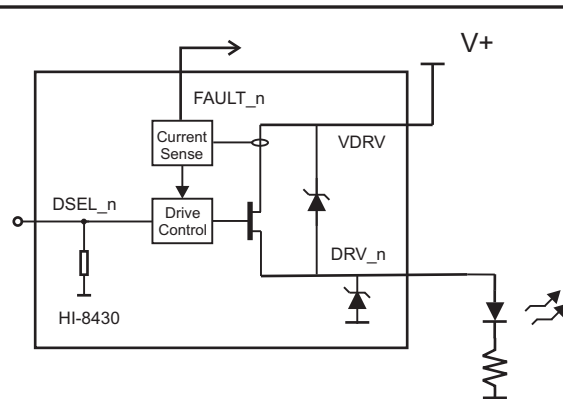 V+
FAULT_n
Current
Sense
VDRV
DSEL_n
Drive
Control
DRV_n
HI-8430